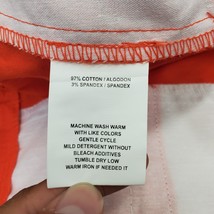 97% COTTON / ALGODON
3% SPANDEX / SPANDEX
MACHINE WASH WARM
WITH LIKE COLORS
GENTLE CYCLE
MILD DETERGENT WITHOUT
BLEACH ADDITIVES
TUMBLE DRY LOW
WARM IRON IF NEEDED IT